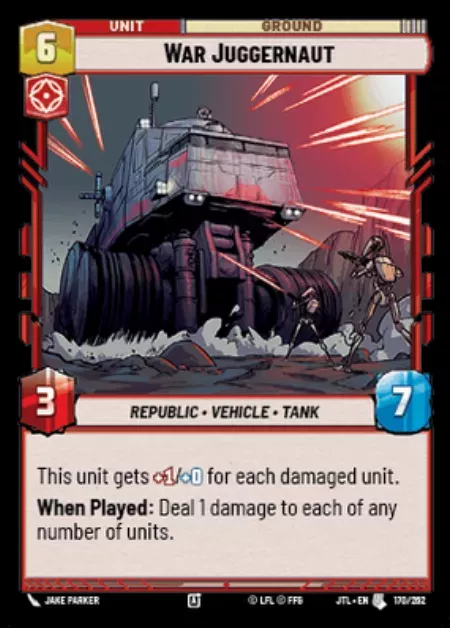 UNIT GROUND
6 WAR JUGGERNAUT
3 REPUBLIC • VEHICLE • TANK 7
This unit gets +1/+0 for each damaged unit.
When Played: Deal 1 damage to each of any
number of units.
JAKE PARKER © LFL © FFG JTL • EN 170/262